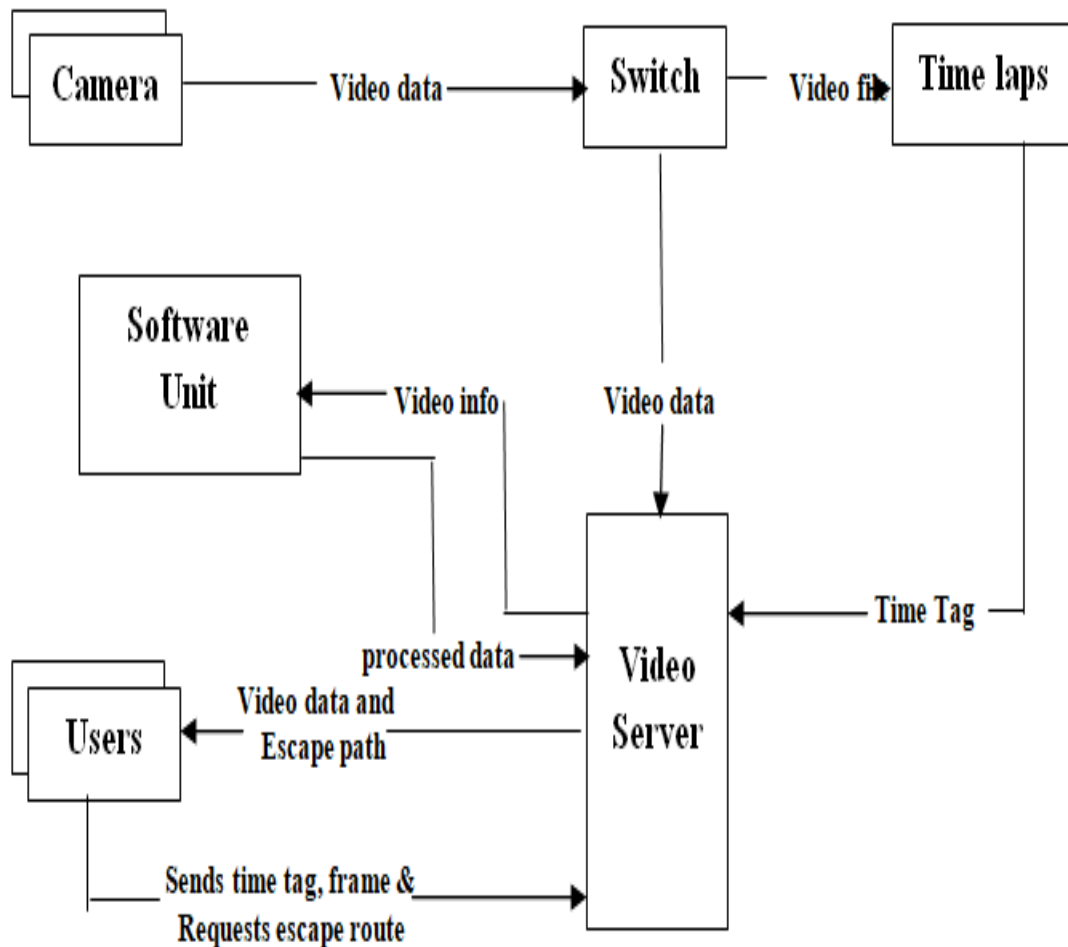 Camera
Video data
Switch
Video file
Time laps
Software
Unit
Video info
Video data
Time Tag
processed data
Video
Server
Video data and
Escape path
Users
Sends time tag, frame &
Requests escape route